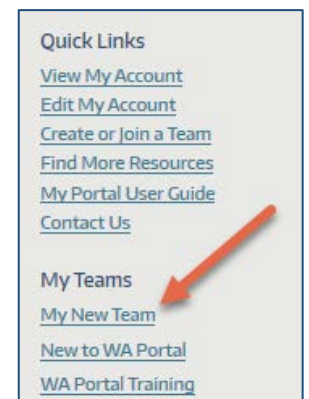 Quick Links
View My Account
Edit My Account
Create or Join a Team
Find More Resources
My Portal User Guide
Contact Us
My Teams
My New Team
New to WA Portal
WA Portal Training